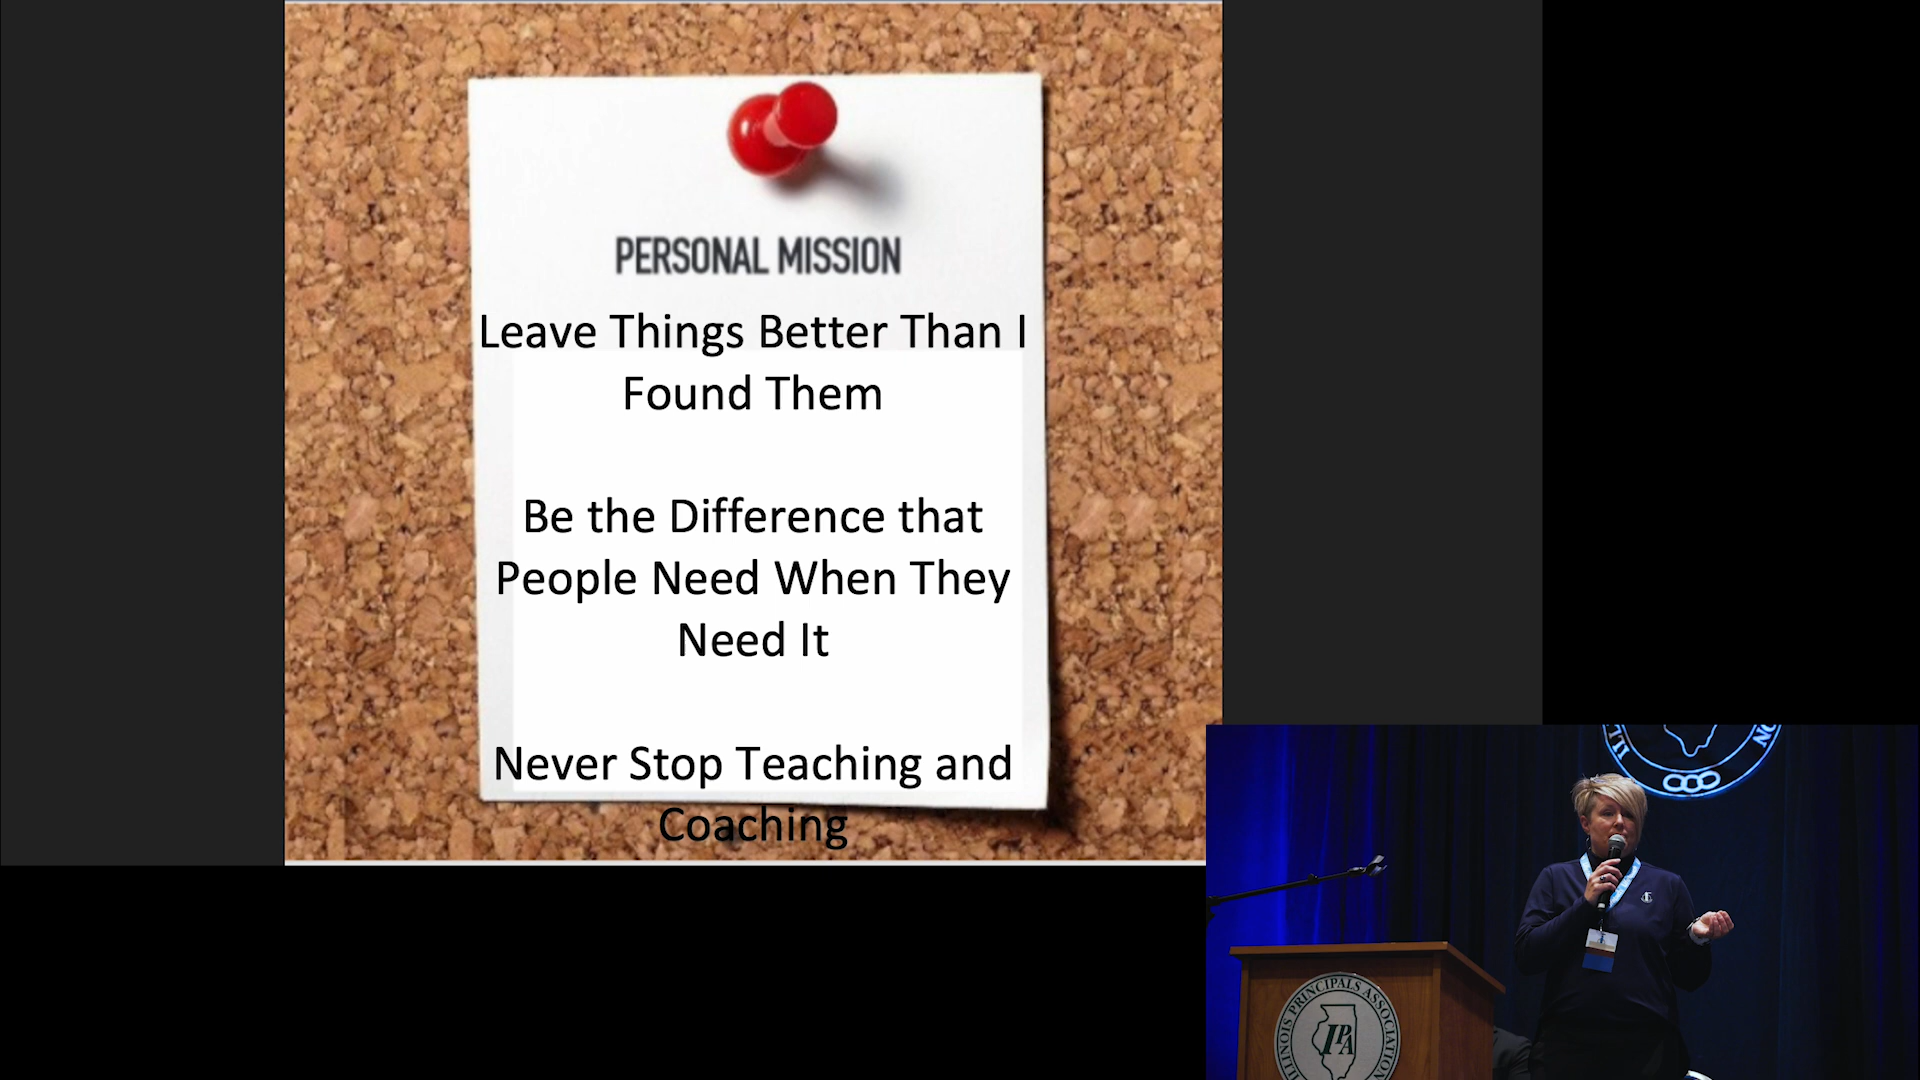 PERSONAL MISSION
Leave Things Better Than I
Found Them
Be the Difference that
People Need When They
Need It
Never Stop Teaching and
Coaching
ILLINOIS PRINCIPALS ASSOCIATION
IPA